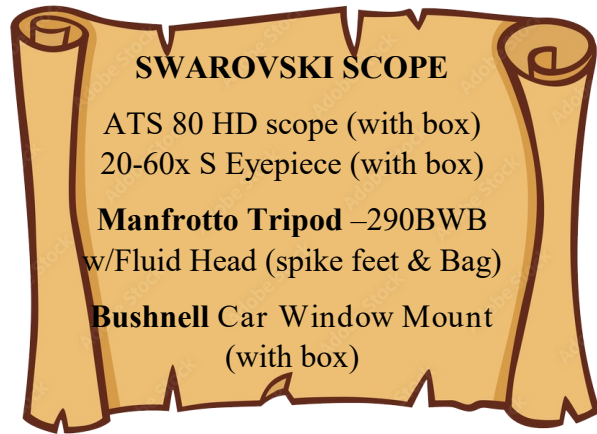 SWAROVSKI SCOPE
ATS 80 HD scope (with box)
20-60x S Eyepiece (with box)
Manfrotto Tripod –290BWB
w/Fluid Head (spike feet & Bag)
Bushnell Car Window Mount
(with box)